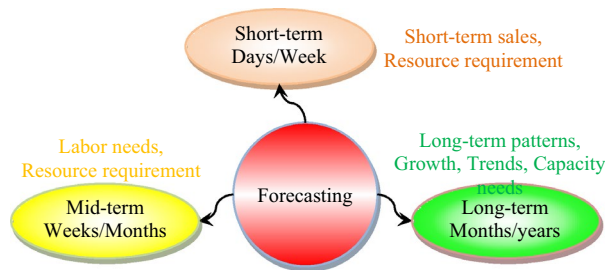 Short-term
Days/Week
Short-term sales,
Resource requirement
Labor needs,
Resource requirement
Long-term patterns,
Growth, Trends, Capacity
needs
Forecasting
Mid-term
Weeks/Months
Long-term
Months/years